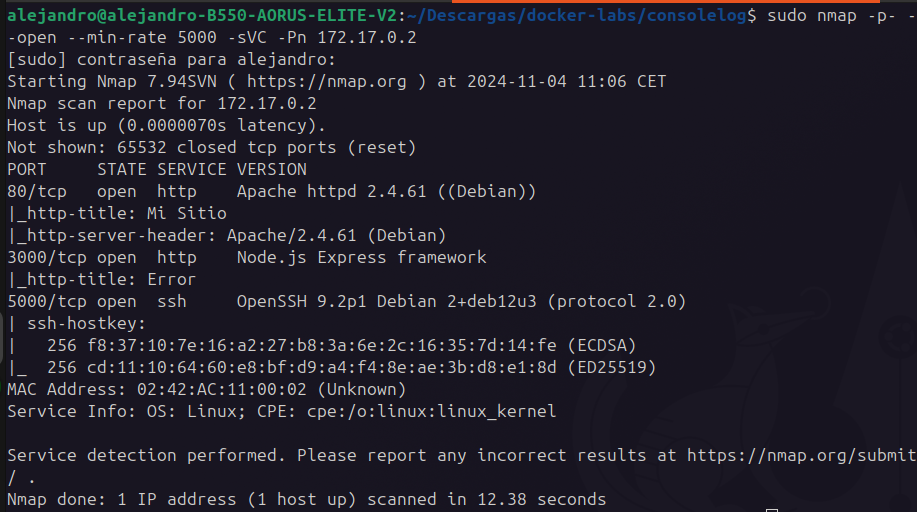 alejandro@alejandro-B550-AORUS-ELITE-V2:~/Descargas/docker-labs/consolelog$ sudo nmap -p- -
-open --min-rate 5000 -sVC -Pn 172.17.0.2
[sudo] contraseña para alejandro:
Starting Nmap 7.94SVN ( https://nmap.org ) at 2024-11-04 11:06 CET
Nmap scan report for 172.17.0.2
Host is up (0.0000070s latency).
Not shown: 65532 closed tcp ports (reset)
PORT     STATE SERVICE VERSION
80/tcp   open  http    Apache httpd 2.4.61 ((Debian))
|_http-title: Mi Sitio
|_http-server-header: Apache/2.4.61 (Debian)
3000/tcp open  http    Node.js Express framework
|_http-title: Error
5000/tcp open  ssh     OpenSSH 9.2p1 Debian 2+deb12u3 (protocol 2.0)
| ssh-hostkey:
|   256 f8:37:10:7e:16:a2:27:b8:3a:6e:2c:16:35:7d:14:fe (ECDSA)
|_  256 cd:11:10:64:60:e8:bf:d9:a4:f4:8e:ae:3b:d8:e1:8d (ED25519)
MAC Address: 02:42:AC:11:00:02 (Unknown)
Service Info: OS: Linux; CPE: cpe:/o:linux:linux_kernel

Service detection performed. Please report any incorrect results at https://nmap.org/submit
/ .
Nmap done: 1 IP address (1 host up) scanned in 12.38 seconds